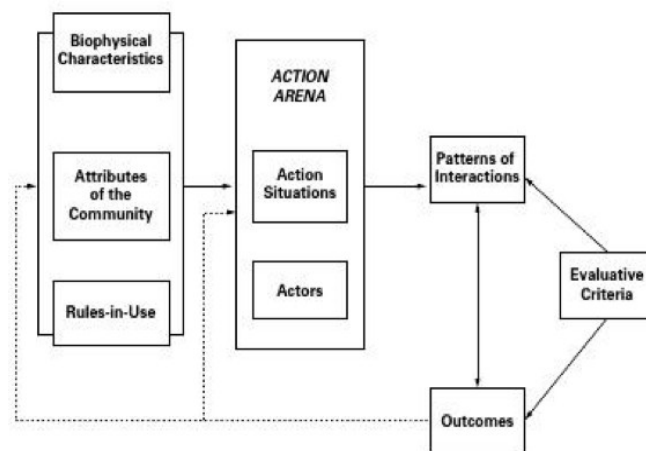 Biophysical
Characteristics
Attributes
of the
Community
Rules-in-Use
ACTION
ARENA
Action
Situations
Actors
Patterns of
Interactions
Outcomes
Evaluative
Criteria